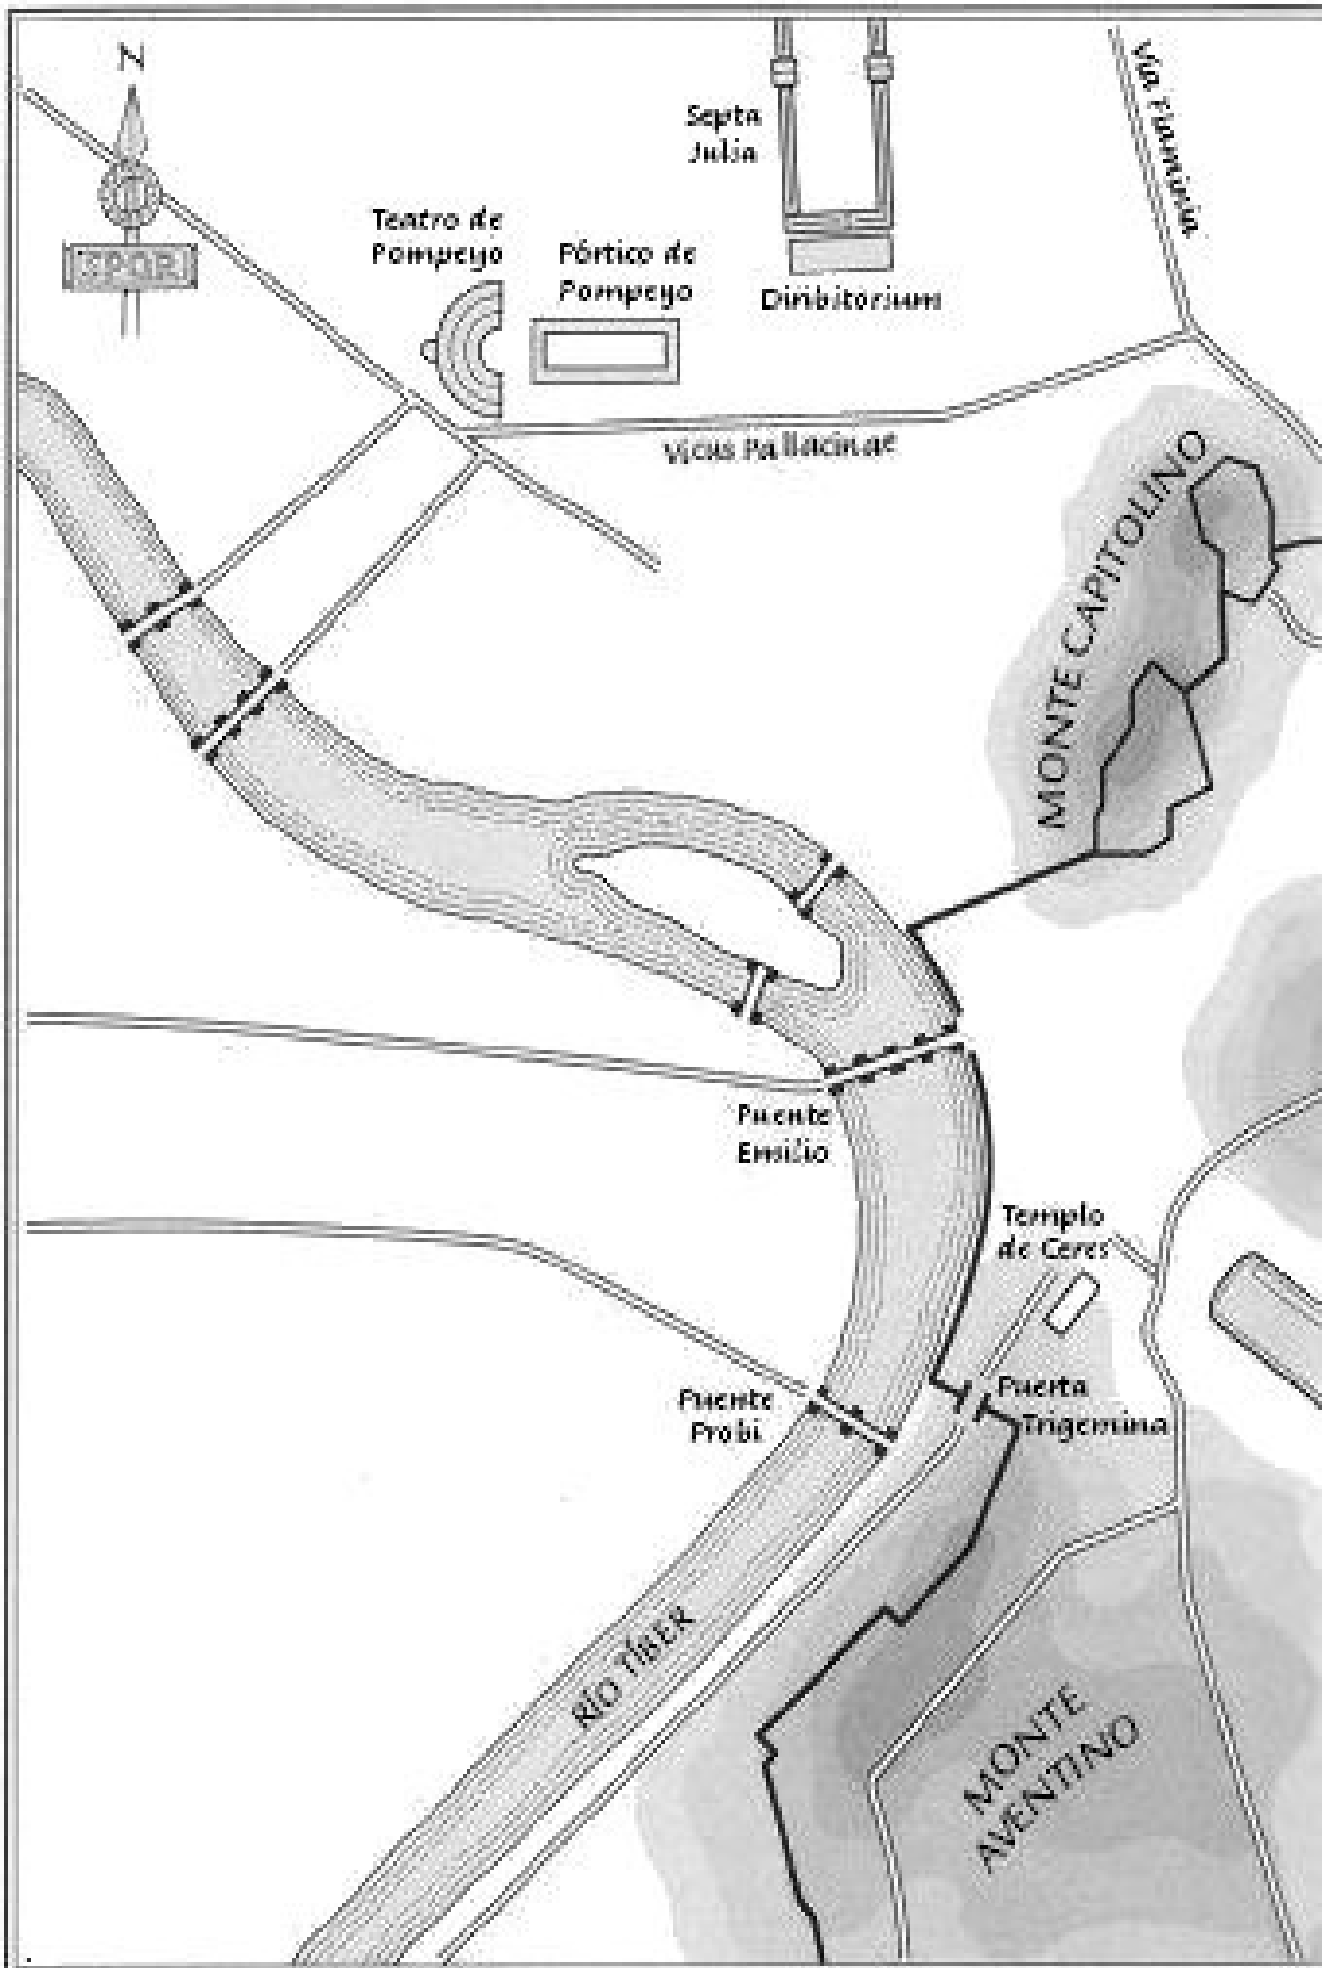 N
SPQR
Septa
Julia
Via Flaminia
Teatro de
Pompeyo
Pórtico de
Pompeyo
Diribitorium
Vicus Pallacinae
MONTE CAPITOLINO
Puente
Emilio
Templo
de Ceres
Puente
Probi
Puerta
Trigemina
RÍO TÍBER
MONTE
AVENTINO